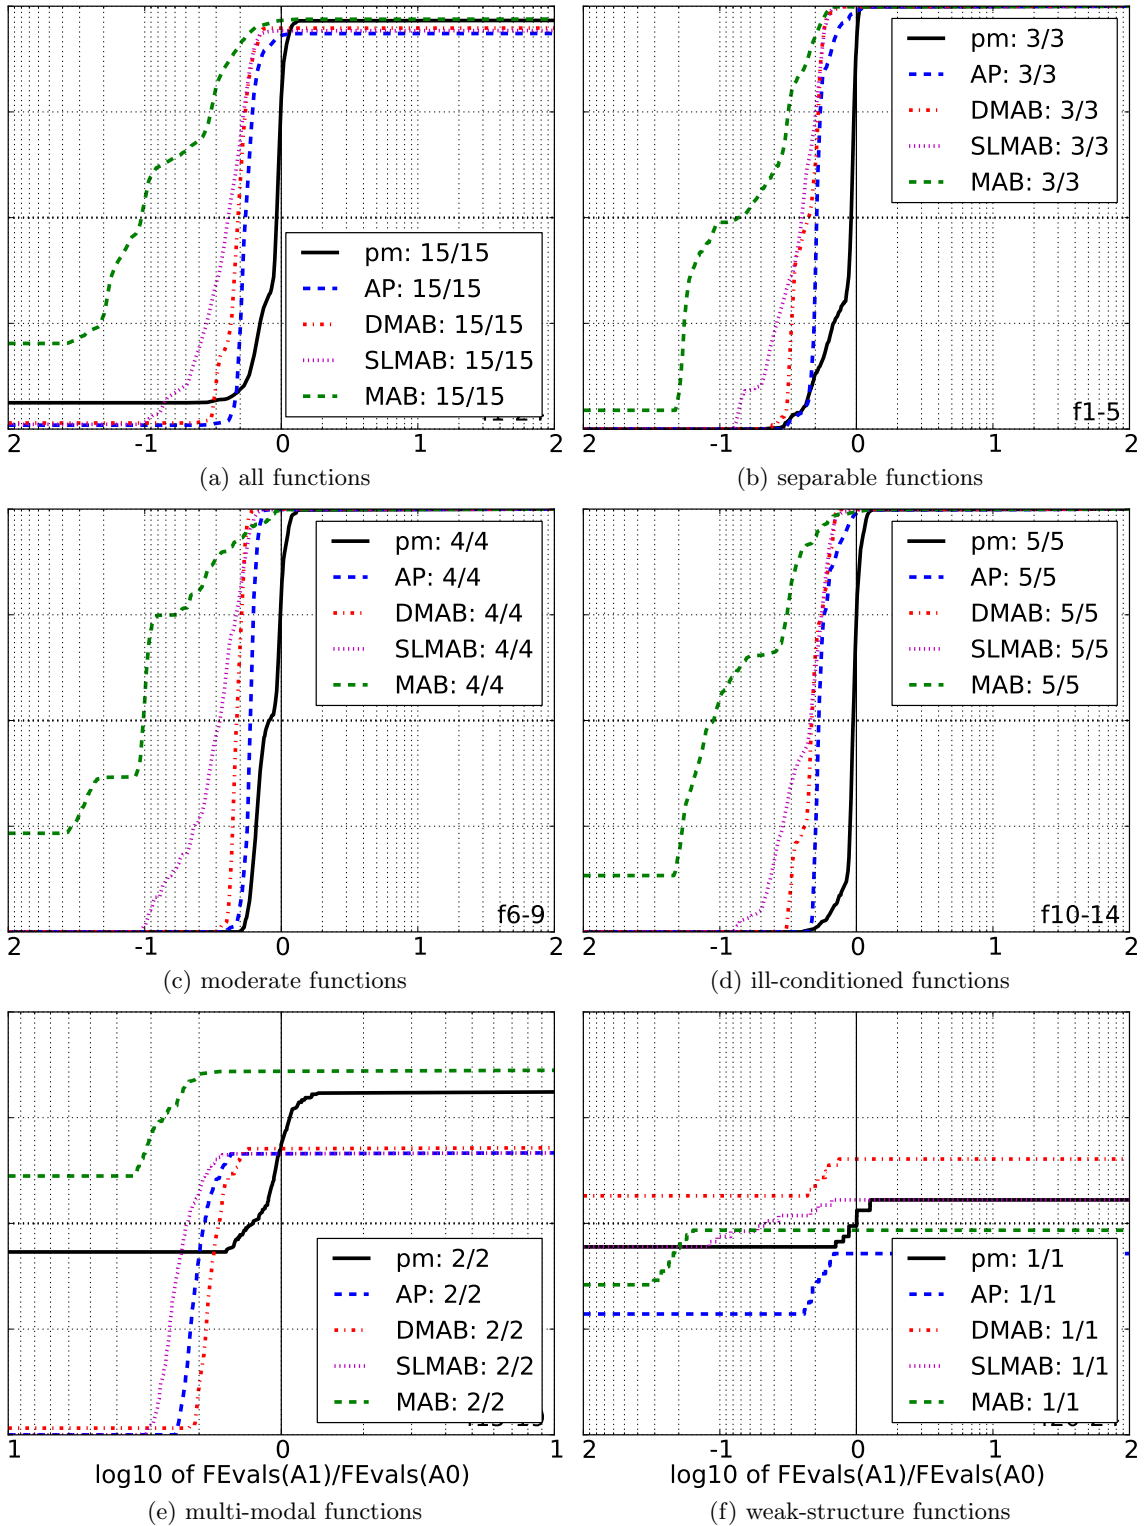 pm: 15/15
AP: 15/15
DMAB: 15/15
SLMAB: 15/15
MAB: 15/15
2 -1 0 1 2
(a) all functions
pm: 3/3
AP: 3/3
DMAB: 3/3
SLMAB: 3/3
MAB: 3/3
f1-5
2 -1 0 1 2
(b) separable functions
pm: 4/4
AP: 4/4
DMAB: 4/4
SLMAB: 4/4
MAB: 4/4
f6-9
2 -1 0 1 2
(c) moderate functions
pm: 5/5
AP: 5/5
DMAB: 5/5
SLMAB: 5/5
MAB: 5/5
f10-14
2 -1 0 1 2
(d) ill-conditioned functions
pm: 2/2
AP: 2/2
DMAB: 2/2
SLMAB: 2/2
MAB: 2/2
1 0 1
log10 of FEvals(A1)/FEvals(A0)
(e) multi-modal functions
pm: 1/1
AP: 1/1
DMAB: 1/1
SLMAB: 1/1
MAB: 1/1
2 -1 0 1 2
log10 of FEvals(A1)/FEvals(A0)
(f) weak-structure functions